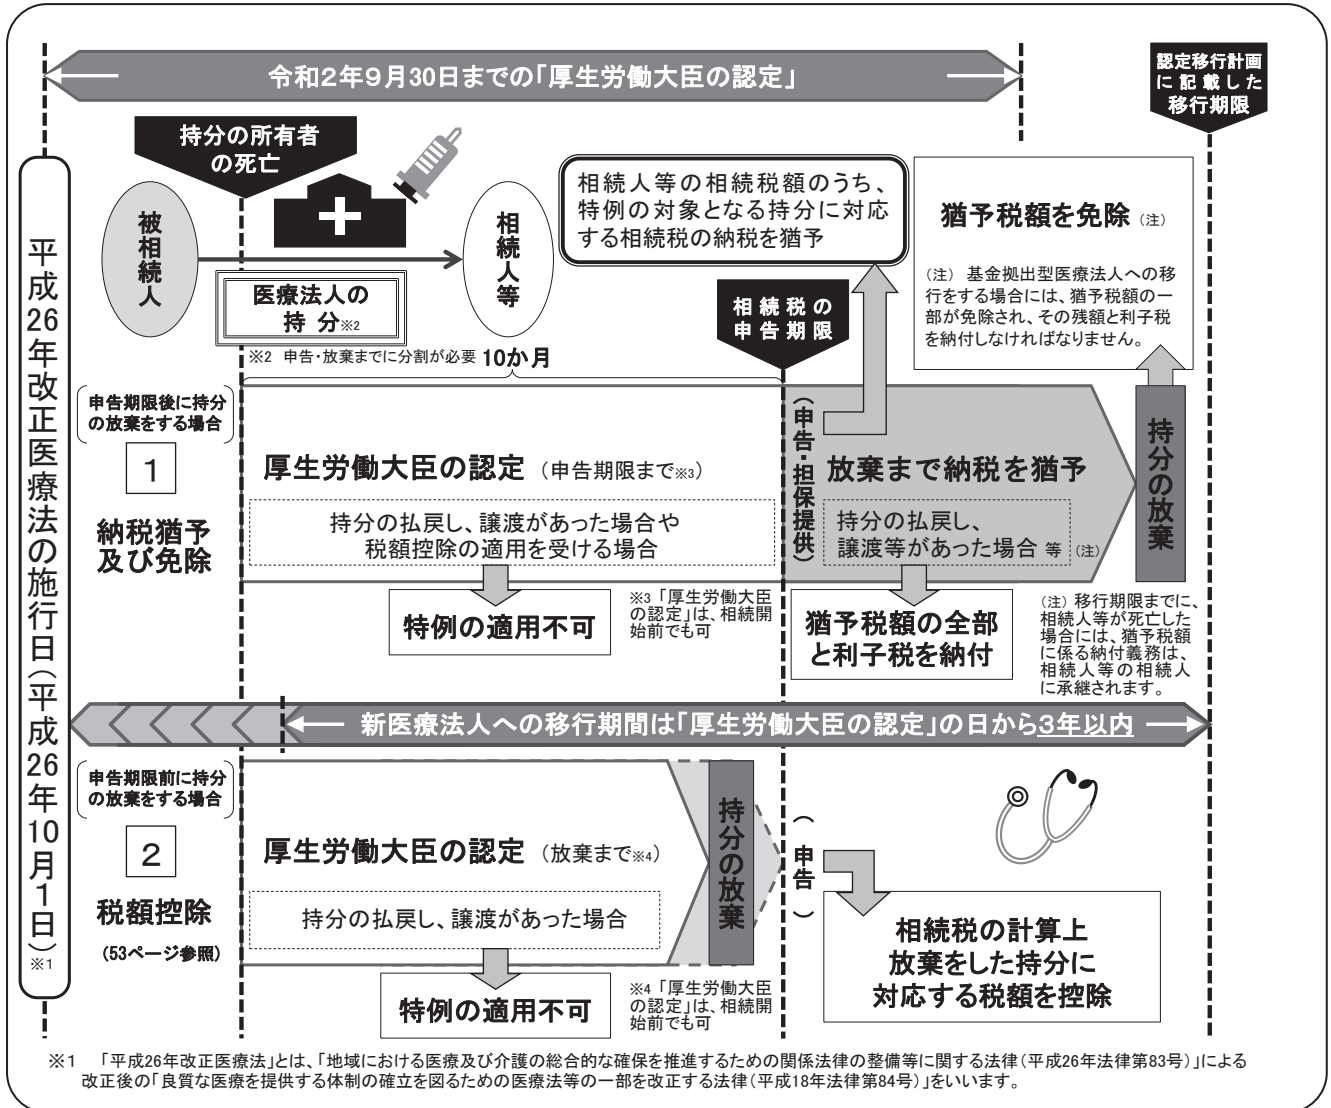 令和2年9月30日までの「厚生労働大臣の認定」
認定移行計画
に記載した
移行期限
持分の所有者
の死亡
被相続人
相続人等
医療法人の
持 分※2
※2 申告・放棄までに分割が必要
10か月
相続人等の相続税額のうち、
特例の対象となる持分に対応
する相続税の納税を猶予
相続税の
申告期限
猶予税額を免除（注）
（注） 基金拠出型医療法人への移
行をする場合には、猶予税額の一
部が免除され、その残額と利子税
を納付しなければなりません。
平成26年改正医療法の施行日（平成26年10月1日）※1
申告期限後に持分
の放棄をする場合
1
納税猶予
及び免除
厚生労働大臣の認定（申告期限まで※3）
持分の払戻し、譲渡があった場合や
税額控除の適用を受ける場合
特例の適用不可
※3「厚生労働大臣
の認定」は、相続開
始前でも可
（申告・担保提供）
放棄まで納税を猶予
持分の払戻し、
譲渡等があった場合 等（注）
猶予税額の全部
と利子税を納付
持分の放棄
（注）移行期限までに、
相続人等が死亡した
場合には、猶予税額
に係る納付義務は、
相続人等の相続人
に承継されます。
新医療法人への移行期間は「厚生労働大臣の認定」の日から3年以内
申告期限前に持分
の放棄をする場合
2
税額控除
（53ページ参照）
厚生労働大臣の認定（放棄まで※4）
持分の払戻し、譲渡があった場合
特例の適用不可
※4「厚生労働大臣
の認定」は、相続開
始前でも可
持分の放棄
（申告）
相続税の計算上
放棄をした持分に
対応する税額を控除
※1 「平成26年改正医療法」とは、「地域における医療及び介護の総合的な確保を推進するための関係法律の整備等に関する法律（平成26年法律第83号）」による
改正後の「良質な医療を提供する体制の確立を図るための医療法等の一部を改正する法律（平成18年法律第84号）」をいいます。